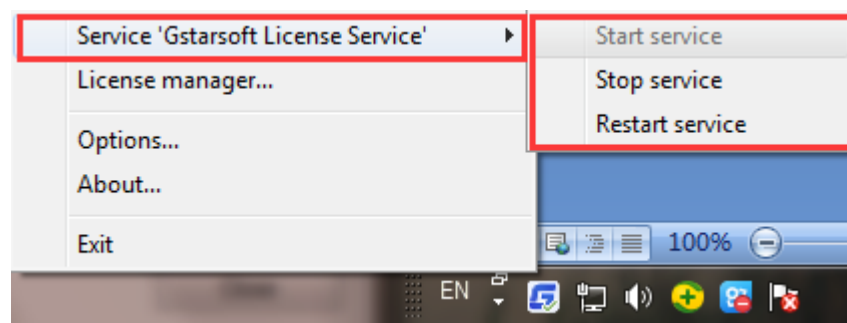 Service 'Gstarsoft License Service'
Start service
License manager...
Stop service
Restart service
Options...
About...
Exit
100%
EN